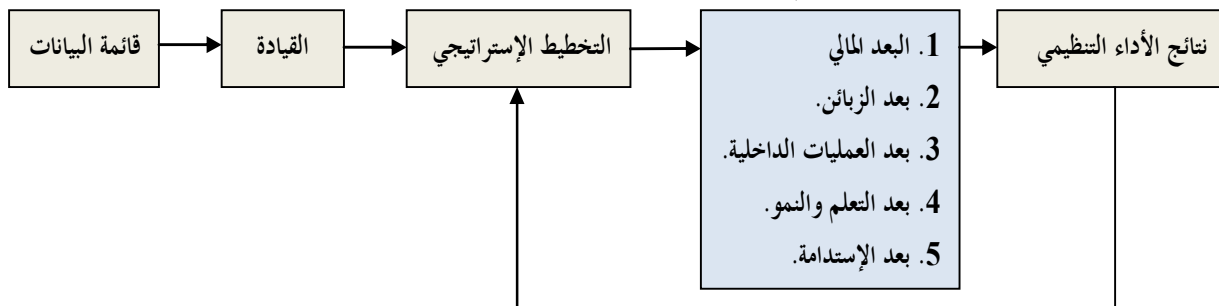 قائمة البيانات
القيادة
التخطيط الإستراتيجي
1. البعد المالي
2. بعد الزبائن.
3. بعد العمليات الداخلية.
4. بعد التعلم والنمو.
5. بعد الإستدامة.
نتائج الأداء التنظيمي